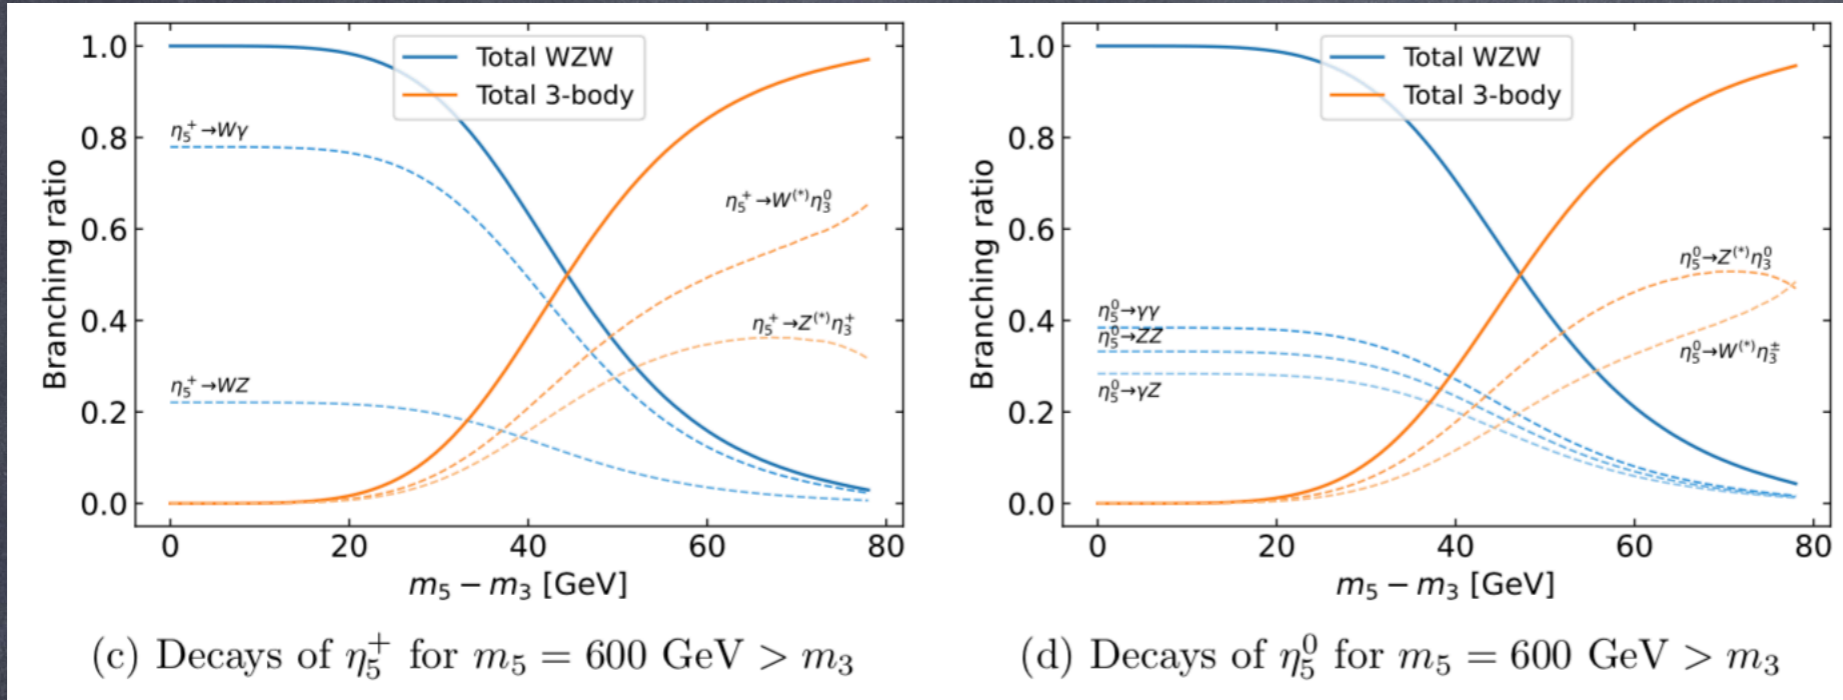 Branching ratio
1.0
0.8
0.6
0.4
0.2
0.0
Total WZW
Total 3-body
η₅⁺→Wγ
η₅⁺→W⁽*⁾η₃⁰
η₅⁺→Z⁽*⁾η₃⁺
η₅⁺→WZ
0 20 40 60 80
m₅ − m₃ [GeV]
(c) Decays of η₅⁺ for m₅ = 600 GeV > m₃
Branching ratio
1.0
0.8
0.6
0.4
0.2
0.0
Total WZW
Total 3-body
η₅⁰→Z⁽*⁾η₃⁰
η₅⁰→γγ
η₅⁰→ZZ
η₅⁰→W⁽*⁾η₃±
η₅⁰→γZ
0 20 40 60 80
m₅ − m₃ [GeV]
(d) Decays of η₅⁰ for m₅ = 600 GeV > m₃